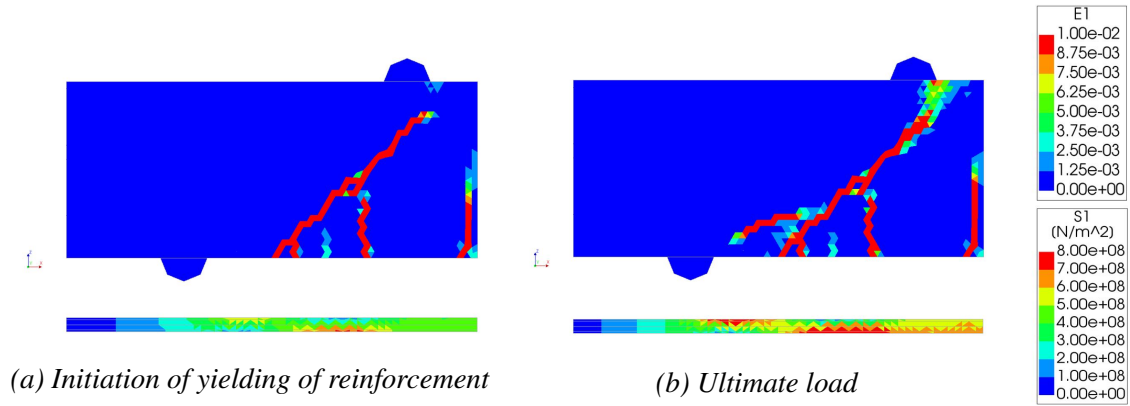 E1
1.00e-02
8.75e-03
7.50e-03
6.25e-03
5.00e-03
3.75e-03
2.50e-03
1.25e-03
0.00e+00
S1
(N/m^2)
8.00e+08
7.00e+08
6.00e+08
5.00e+08
4.00e+08
3.00e+08
2.00e+08
1.00e+08
0.00e+00
(a) Initiation of yielding of reinforcement
(b) Ultimate load